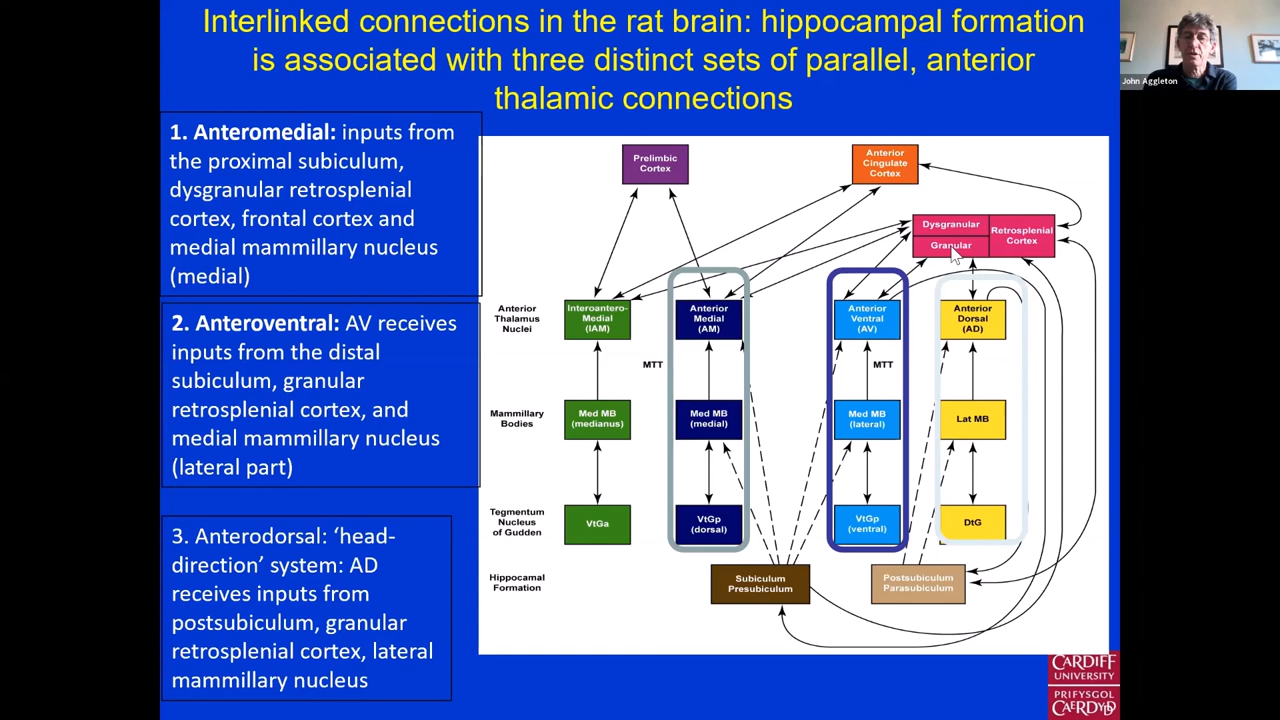 Interlinked connections in the rat brain: hippocampal formation
is associated with three distinct sets of parallel, anterior
thalamic connections
John Aggleton
1. Anteromedial: inputs from
the proximal subiculum,
dysgranular retrosplenial
cortex, frontal cortex and
medial mammillary nucleus
(medial)
2. Anteroventral: AV receives
inputs from the distal
subiculum, granular
retrosplenial cortex, and
medial mammillary nucleus
(lateral part)
3. Anterodorsal: ‘head-
direction’ system: AD
receives inputs from
postsubiculum, granular
retrosplenial cortex, lateral
mammillary nucleus
Prelimbic
Cortex
Anterior
Cingulate
Cortex
Dysgranular
Granular
Retrosplenial
Cortex
Anterior
Thalamus
Nuclei
Interoantero-
Medial
(IAM)
Anterior
Medial
(AM)
Anterior
Ventral
(AV)
Anterior
Dorsal
(AD)
MTT
MTT
Mammillary
Bodies
Med MB
(medianus)
Med MB
(medial)
Med MB
(lateral)
Lat MB
Tegmentum
Nucleus
of Gudden
VtGa
VtGp
(dorsal)
VtGp
(ventral)
DtG
Hippocamal
Formation
Subiculum
Presubiculum
Postsubiculum
Parasubiculum
CARDIFF
UNIVERSITY
PRIFYSGOL
CAERDYDD